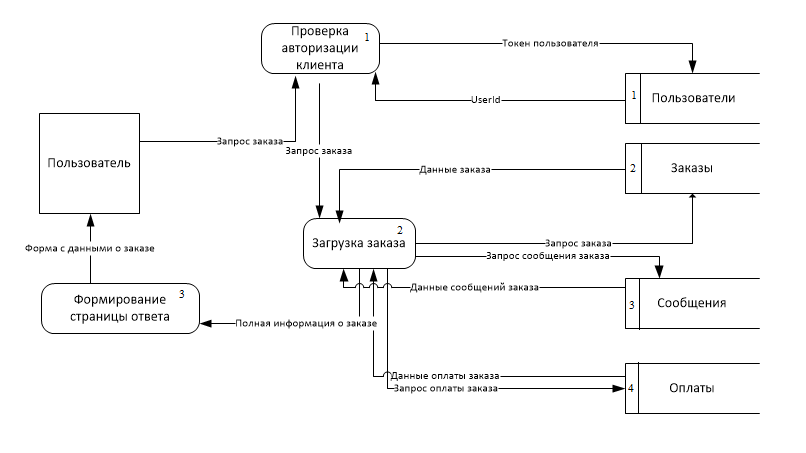 Проверка
авторизации
клиента
1
Токен пользователя
UserId
1
Пользователи
Запрос заказа
Запрос заказа
Пользователь
Данные заказа
2
Заказы
2
Загрузка заказа
Запрос заказа
Запрос сообщения заказа
Форма с данными о заказе
Данные сообщений заказа
3
Сообщения
Формирование
страницы ответа
3
Полная информация о заказе
Данные оплаты заказа
Запрос оплаты заказа
4
Оплаты